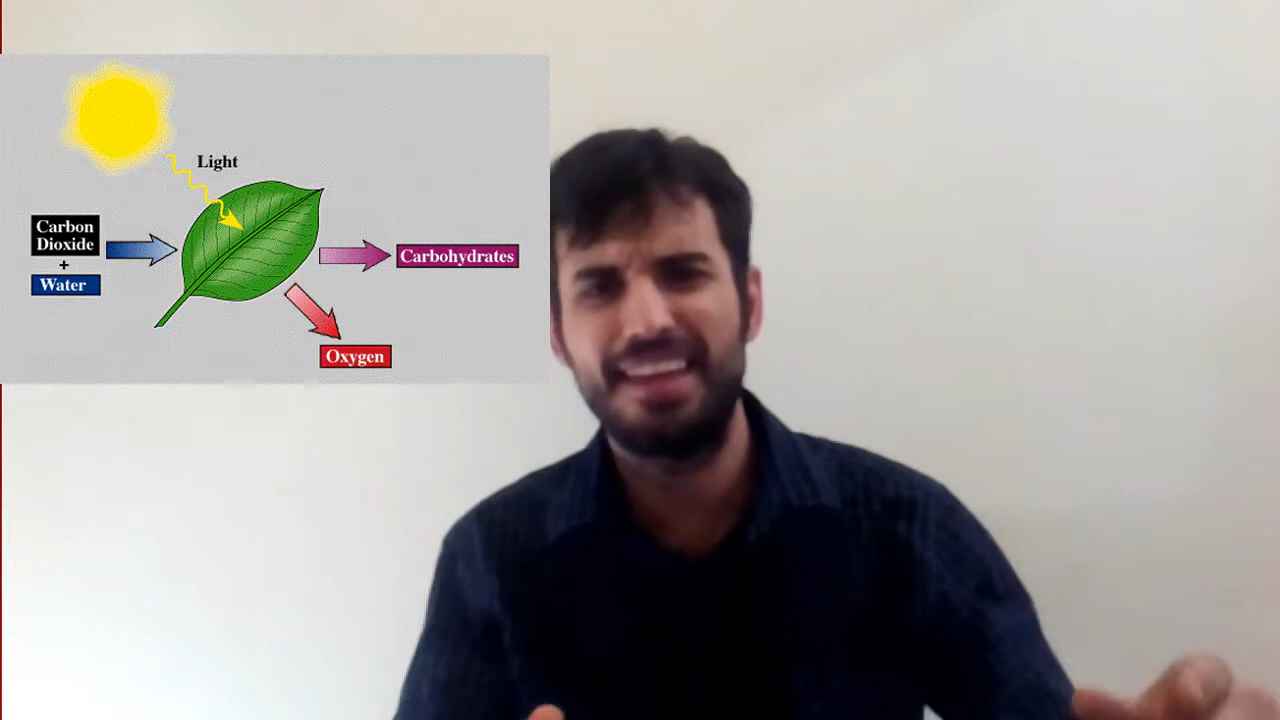 Light
Carbon
Dioxide
+
Water
Carbohydrates
Oxygen